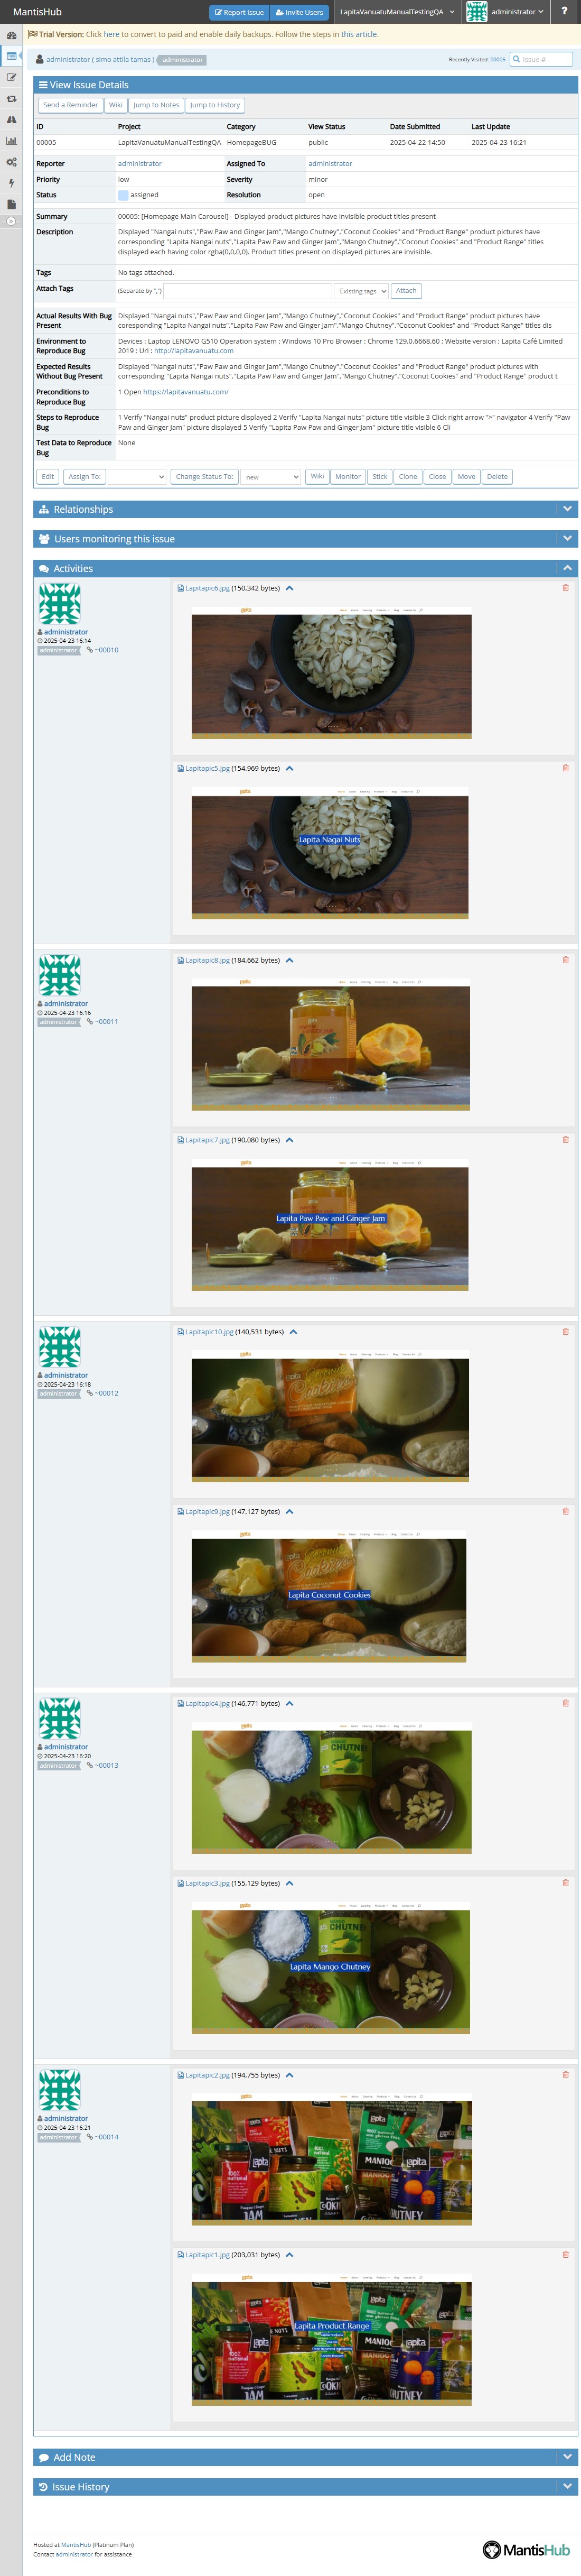 MantisHub
Report Issue
Invite Users
LapitaVanuatuManualTestingQA
administrator
?
Trial Version: Click here to convert to paid and enable daily backups. Follow the steps in this article.
administrator ( simo attila tamas ) administrator
Recently Visited: 00005
Issue #
View Issue Details
Send a Reminder Wiki Jump to Notes Jump to History
ID Project Category View Status Date Submitted Last Update
00005 LapitaVanuatuManualTestingQA HomepageBUG public 2025-04-22 14:50 2025-04-23 16:21
Reporter administrator Assigned To administrator
Priority low Severity minor
Status assigned Resolution open
Summary 00005: [Homepage Main Carousel] - Displayed product pictures have invisible product titles present
Description Displayed "Nangai nuts","Paw Paw and Ginger Jam","Mango Chutney","Coconut Cookies" and "Product Range" product pictures have
corresponding "Lapita Nangai nuts","Lapita Paw Paw and Ginger Jam","Mango Chutney","Coconut Cookies" and "Product Range" titles
displayed each having color rgba(0,0,0,0). Product titles present on displayed pictures are invisible.
Tags No tags attached.
Attach Tags (Separate by ",") Existing tags Attach
Actual Results With Bug Present
Displayed "Nangai nuts","Paw Paw and Ginger Jam","Mango Chutney","Coconut Cookies" and "Product Range" product pictures have
coresponding "Lapita Nangai nuts","Lapita Paw Paw and Ginger Jam","Mango Chutney","Coconut Cookies" and "Product Range" titles dis
Environment to Reproduce Bug
Devices : Laptop LENOVO G510 Operation system : Windows 10 Pro Browser : Chrome 129.0.6668.60 ; Website version : Lapita Café Limited
2019 ; Url : http://lapitavanuatu.com
Expected Results Without Bug Present
Displayed "Nangai nuts","Paw Paw and Ginger Jam","Mango Chutney","Coconut Cookies" and "Product Range" product pictures with
corresponding "Lapita Nangai nuts","Lapita Paw Paw and Ginger Jam","Mango Chutney","Coconut Cookies" and "Product Range" product t
Preconditions to Reproduce Bug
1 Open https://lapitavanuatu.com/
Steps to Reproduce Bug
1 Verify "Nangai nuts" product picture displayed 2 Verify "Lapita Nangai nuts" picture title visible 3 Click right arrow ">" navigator 4 Verify "Paw
Paw and Ginger Jam" picture displayed 5 Verify "Lapita Paw Paw and Ginger Jam" picture title visible 6 Cli
Test Data to Reproduce Bug
None
Edit Assign To: Change Status To: new Wiki Monitor Stick Clone Close Move Delete
Relationships
Users monitoring this issue
Activities
administrator
2025-04-23 16:14
administrator ~00010
Lapitapic6.jpg (150,342 bytes)
Lapitapic5.jpg (154,969 bytes)
Lapita Nagai Nuts
administrator
2025-04-23 16:16
administrator ~00011
Lapitapic8.jpg (184,662 bytes)
Lapitapic7.jpg (190,080 bytes)
Lapita Paw Paw and Ginger Jam
administrator
2025-04-23 16:18
administrator ~00012
Lapitapic10.jpg (140,531 bytes)
Lapitapic9.jpg (147,127 bytes)
Lapita Coconut Cookies
administrator
2025-04-23 16:20
administrator ~00013
Lapitapic4.jpg (146,771 bytes)
CHUTNEY
Lapitapic3.jpg (155,129 bytes)
Lapita Mango Chutney
administrator
2025-04-23 16:21
administrator ~00014
Lapitapic2.jpg (194,755 bytes)
Lapitapic1.jpg (203,031 bytes)
Lapita Product Range
Add Note
Issue History
Hosted at MantisHub (Platinum Plan)
Contact administrator for assistance
MantisHub